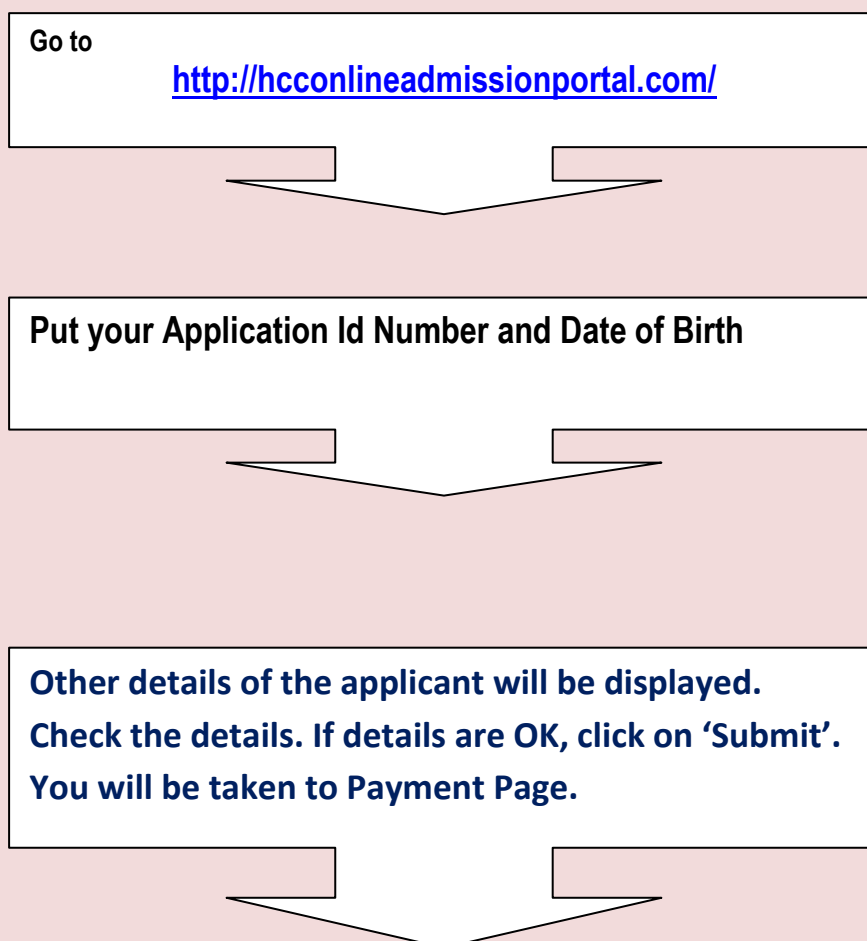 Go to
http://hcconlineadmissionportal.com/
Put your Application Id Number and Date of Birth
Other details of the applicant will be displayed.
Check the details. If details are OK, click on ‘Submit’.
You will be taken to Payment Page.